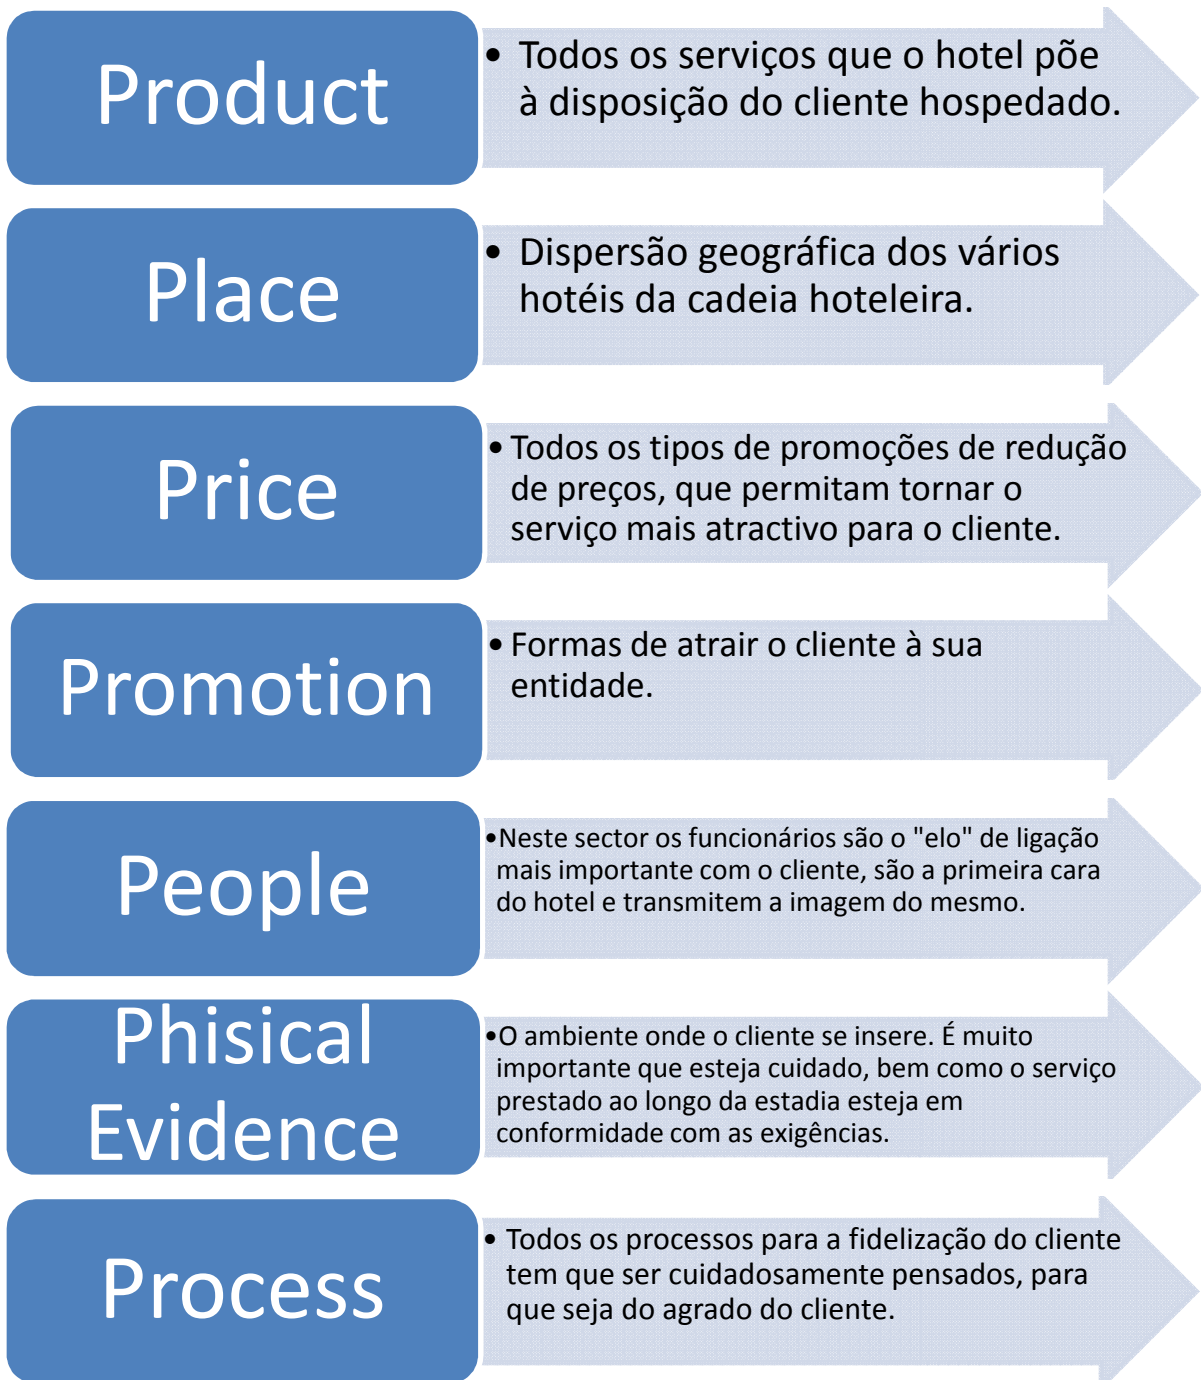 Product
• Todos os serviços que o hotel põe
à disposição do cliente hospedado.
Place
• Dispersão geográfica dos vários
hotéis da cadeia hoteleira.
Price
• Todos os tipos de promoções de redução
de preços, que permitam tornar o
serviço mais atractivo para o cliente.
Promotion
• Formas de atrair o cliente à sua
entidade.
People
• Neste sector os funcionários são o "elo" de ligação
mais importante com o cliente, são a primeira cara
do hotel e transmitem a imagem do mesmo.
Phisical
Evidence
• O ambiente onde o cliente se insere. É muito
importante que esteja cuidado, bem como o serviço
prestado ao longo da estadia esteja em
conformidade com as exigências.
Process
• Todos os processos para a fidelização do cliente
tem que ser cuidadosamente pensados, para
que seja do agrado do cliente.